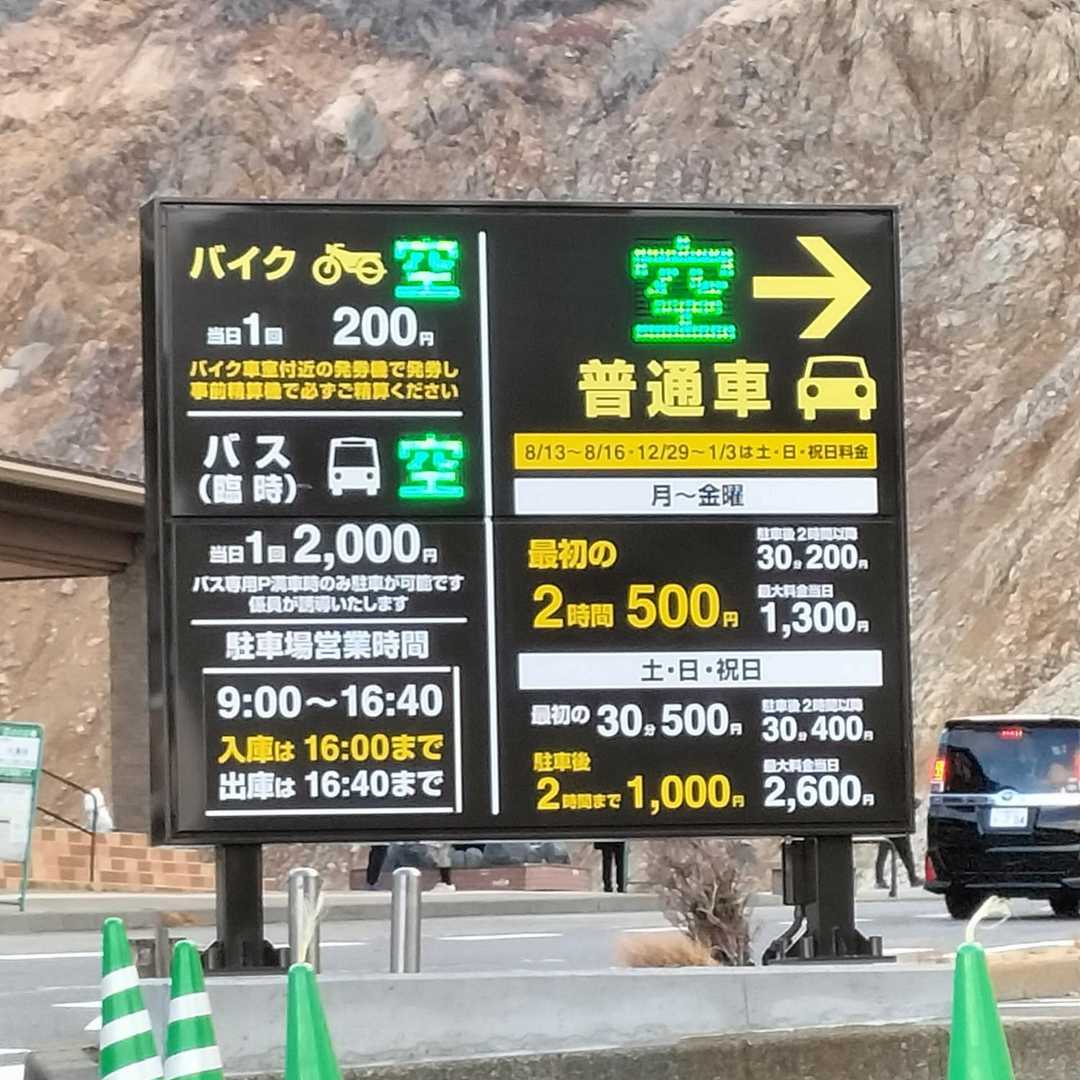 バイク 空
当日1回 200円
バイク車室付近の発券機で発券し
事前精算機で必ずご精算ください
バス
(臨時) 空
当日1回 2,000円
バス専用P満車時のみ駐車が可能です
係員が誘導いたします
駐車場営業時間
9:00～16:40
入庫は 16:00まで
出庫は 16:40まで
空
普通車
8/13～8/16・12/29～1/3は土・日・祝日料金
月～金曜
最初の
2時間 500円
駐車後2時間以降
30分200円
最大料金当日
1,300円
土・日・祝日
最初の 30分500円
駐車後2時間以降
30分400円
駐車後
2時間まで 1,000円
最大料金当日
2,600円